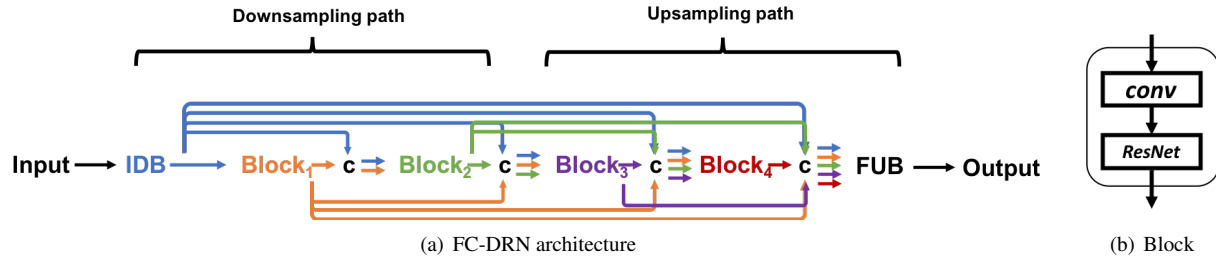 Downsampling path
Upsampling path
Input IDB Block1 c Block2 c Block3 c Block4 c FUB Output
(a) FC-DRN architecture
conv
ResNet
(b) Block